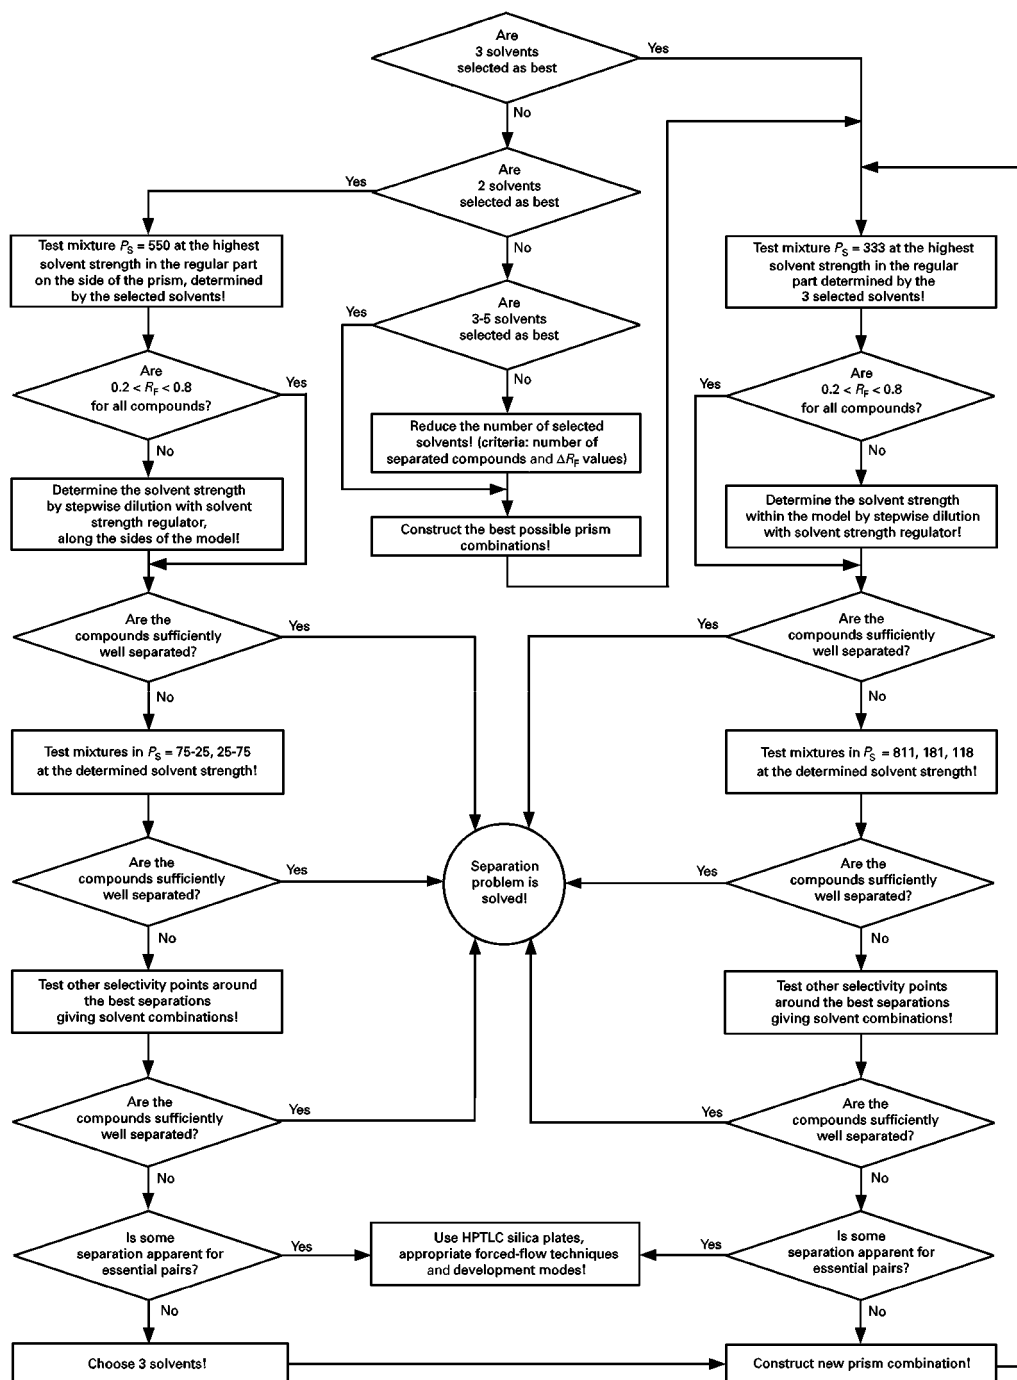 Are
3 solvents
selected as best
Yes
No
Are
2 solvents
selected as best
Yes
No
Test mixture PS = 550 at the highest
solvent strength in the regular part
on the side of the prism, determined
by the selected solvents!
Test mixture PS = 333 at the highest
solvent strength in the regular
part determined by the
3 selected solvents!
Are
3-5 solvents
selected as best
Yes
No
Are
0.2 < RF < 0.8
for all compounds?
Yes
No
Are
0.2 < RF < 0.8
for all compounds?
Yes
No
Reduce the number of selected
solvents! (criteria: number of
separated compounds and ΔRF values)
Determine the solvent strength
by stepwise dilution with solvent
strength regulator,
along the sides of the model!
Construct the best possible prism
combinations!
Determine the solvent strength
within the model by stepwise dilution
with solvent strength regulator!
Are the
compounds sufficiently
well separated?
Yes
No
Are the
compounds sufficiently
well separated?
Yes
No
Test mixtures in PS = 75-25, 25-75
at the determined solvent strength!
Test mixtures in PS = 811, 181, 118
at the determined solvent strength!
Are the
compounds sufficiently
well separated?
Yes
No
Separation
problem is
solved!
Are the
compounds sufficiently
well separated?
Yes
No
Test other selectivity points around
the best separations
giving solvent combinations!
Test other selectivity points
around the best separations
giving solvent combinations!
Are the
compounds sufficiently
well separated?
Yes
No
Are the
compounds sufficiently
well separated?
Yes
No
Is some
separation apparent for
essential pairs?
Yes
No
Use HPTLC silica plates,
appropriate forced-flow techniques
and development modes!
Is some
separation apparent for
essential pairs?
Yes
No
Choose 3 solvents!
Construct new prism combination!